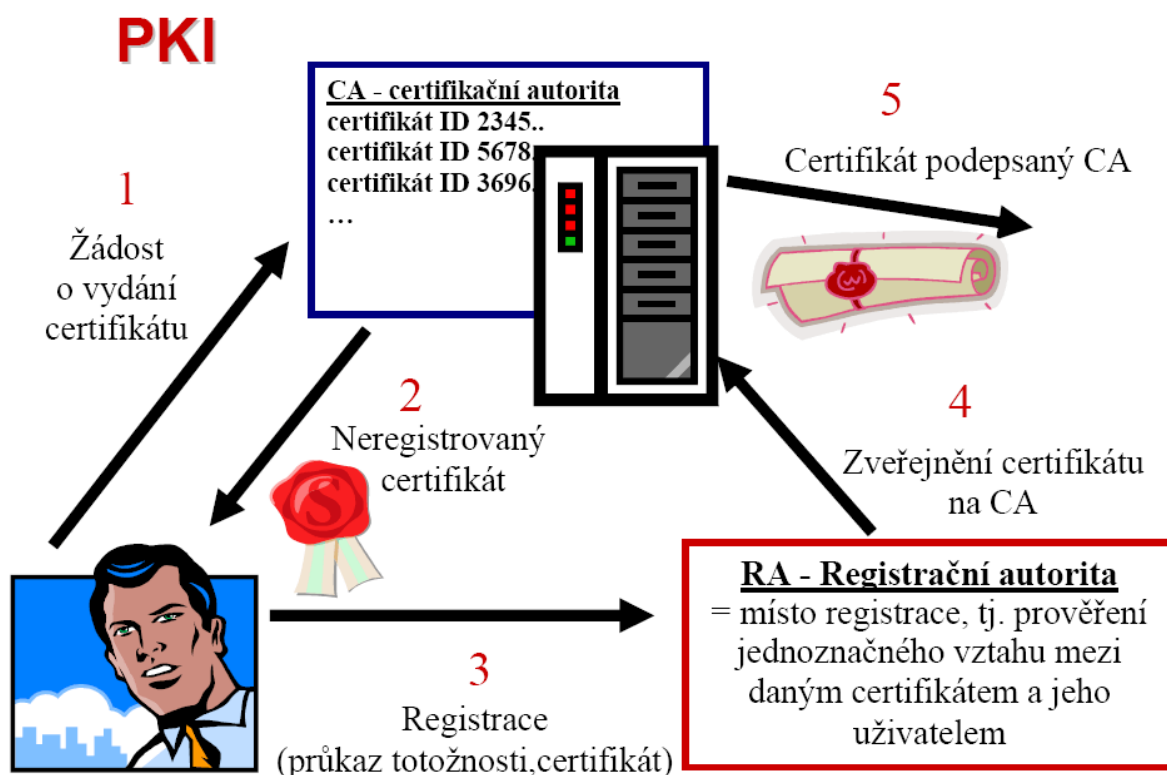 PKI
CA - certifikační autorita
certifikát ID 2345..
certifikát ID 5678.
certifikát ID 3696.
...
1
Žádost
o vydání
certifikátu
2
Neregistrovaný
certifikát
S
3
Registrace
(průkaz totožnosti,certifikát)
RA - Registrační autorita
= místo registrace, tj. prověření
jednoznačného vztahu mezi
daným certifikátem a jeho
uživatelem
4
Zveřejnění certifikátu
na CA
5
Certifikát podepsaný CA